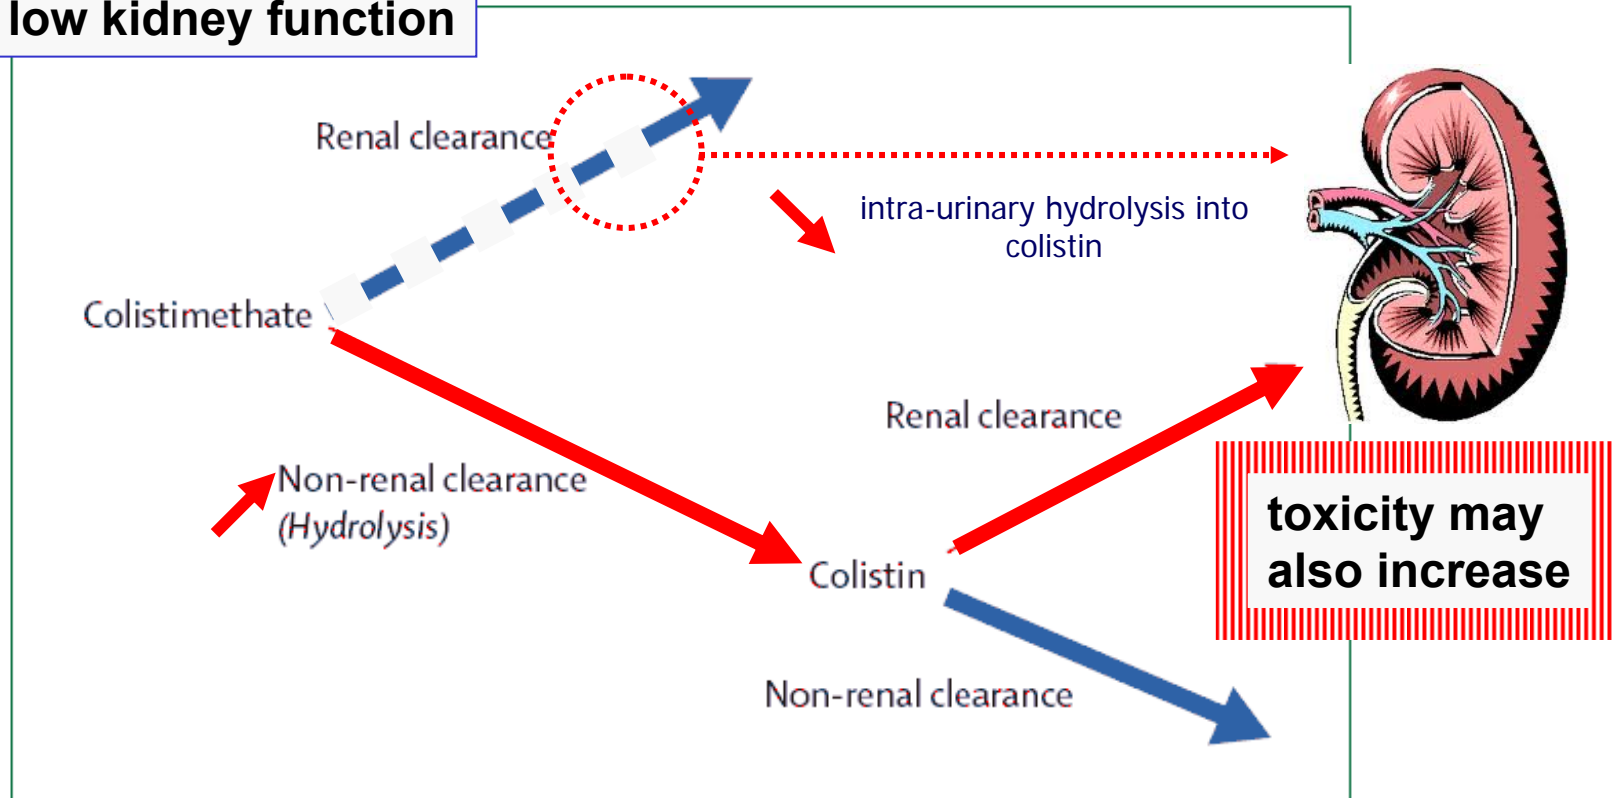 low kidney function
Renal clearance
intra-urinary hydrolysis into
colistin
Colistimethate
Renal clearance
Non-renal clearance
(Hydrolysis)
toxicity may
also increase
Colistin
Non-renal clearance